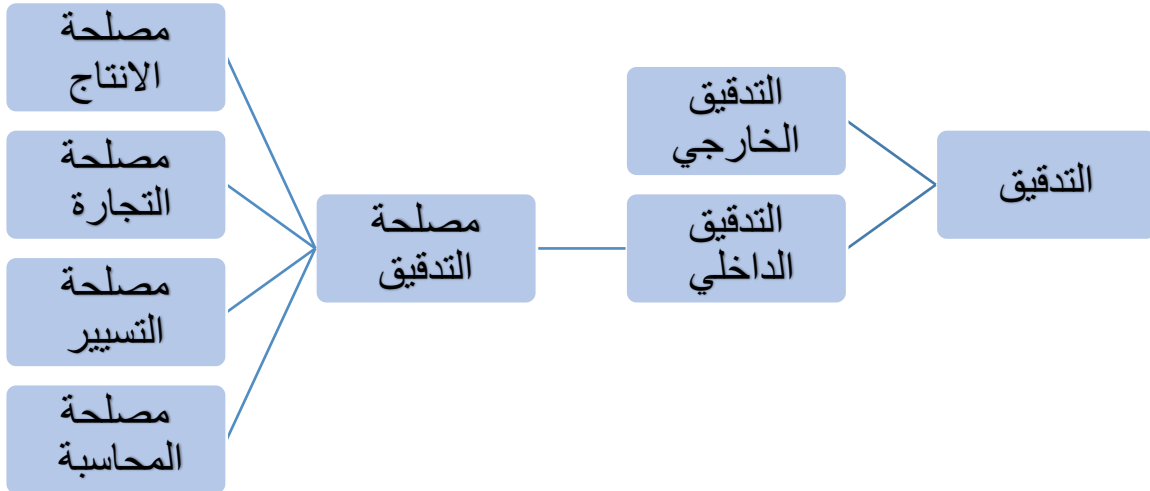 التدقيق
التدقيق
الخارجي
التدقيق
الداخلي
مصلحة
التدقيق
مصلحة
الانتاج
مصلحة
التجارة
مصلحة
التسيير
مصلحة
المحاسبة